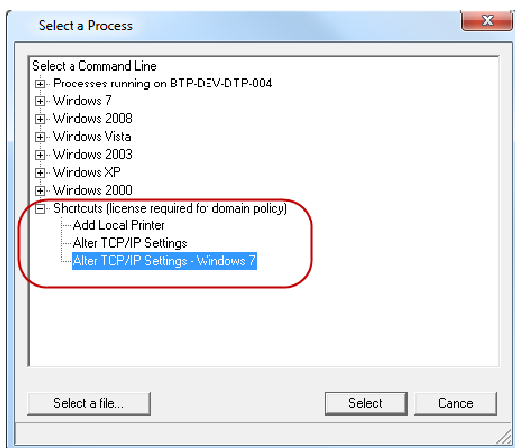 Select a Process
Select a Command Line
Processes running on BTP-DEV-DTP-004
Windows 7
Windows 2008
Windows Vista
Windows 2003
Windows XP
Windows 2000
Shortcuts (license required for domain policy)
Add Local Printer
Alter TCP/IP Settings
Alter TCP/IP Settings - Windows 7
Select a file...
Select
Cance